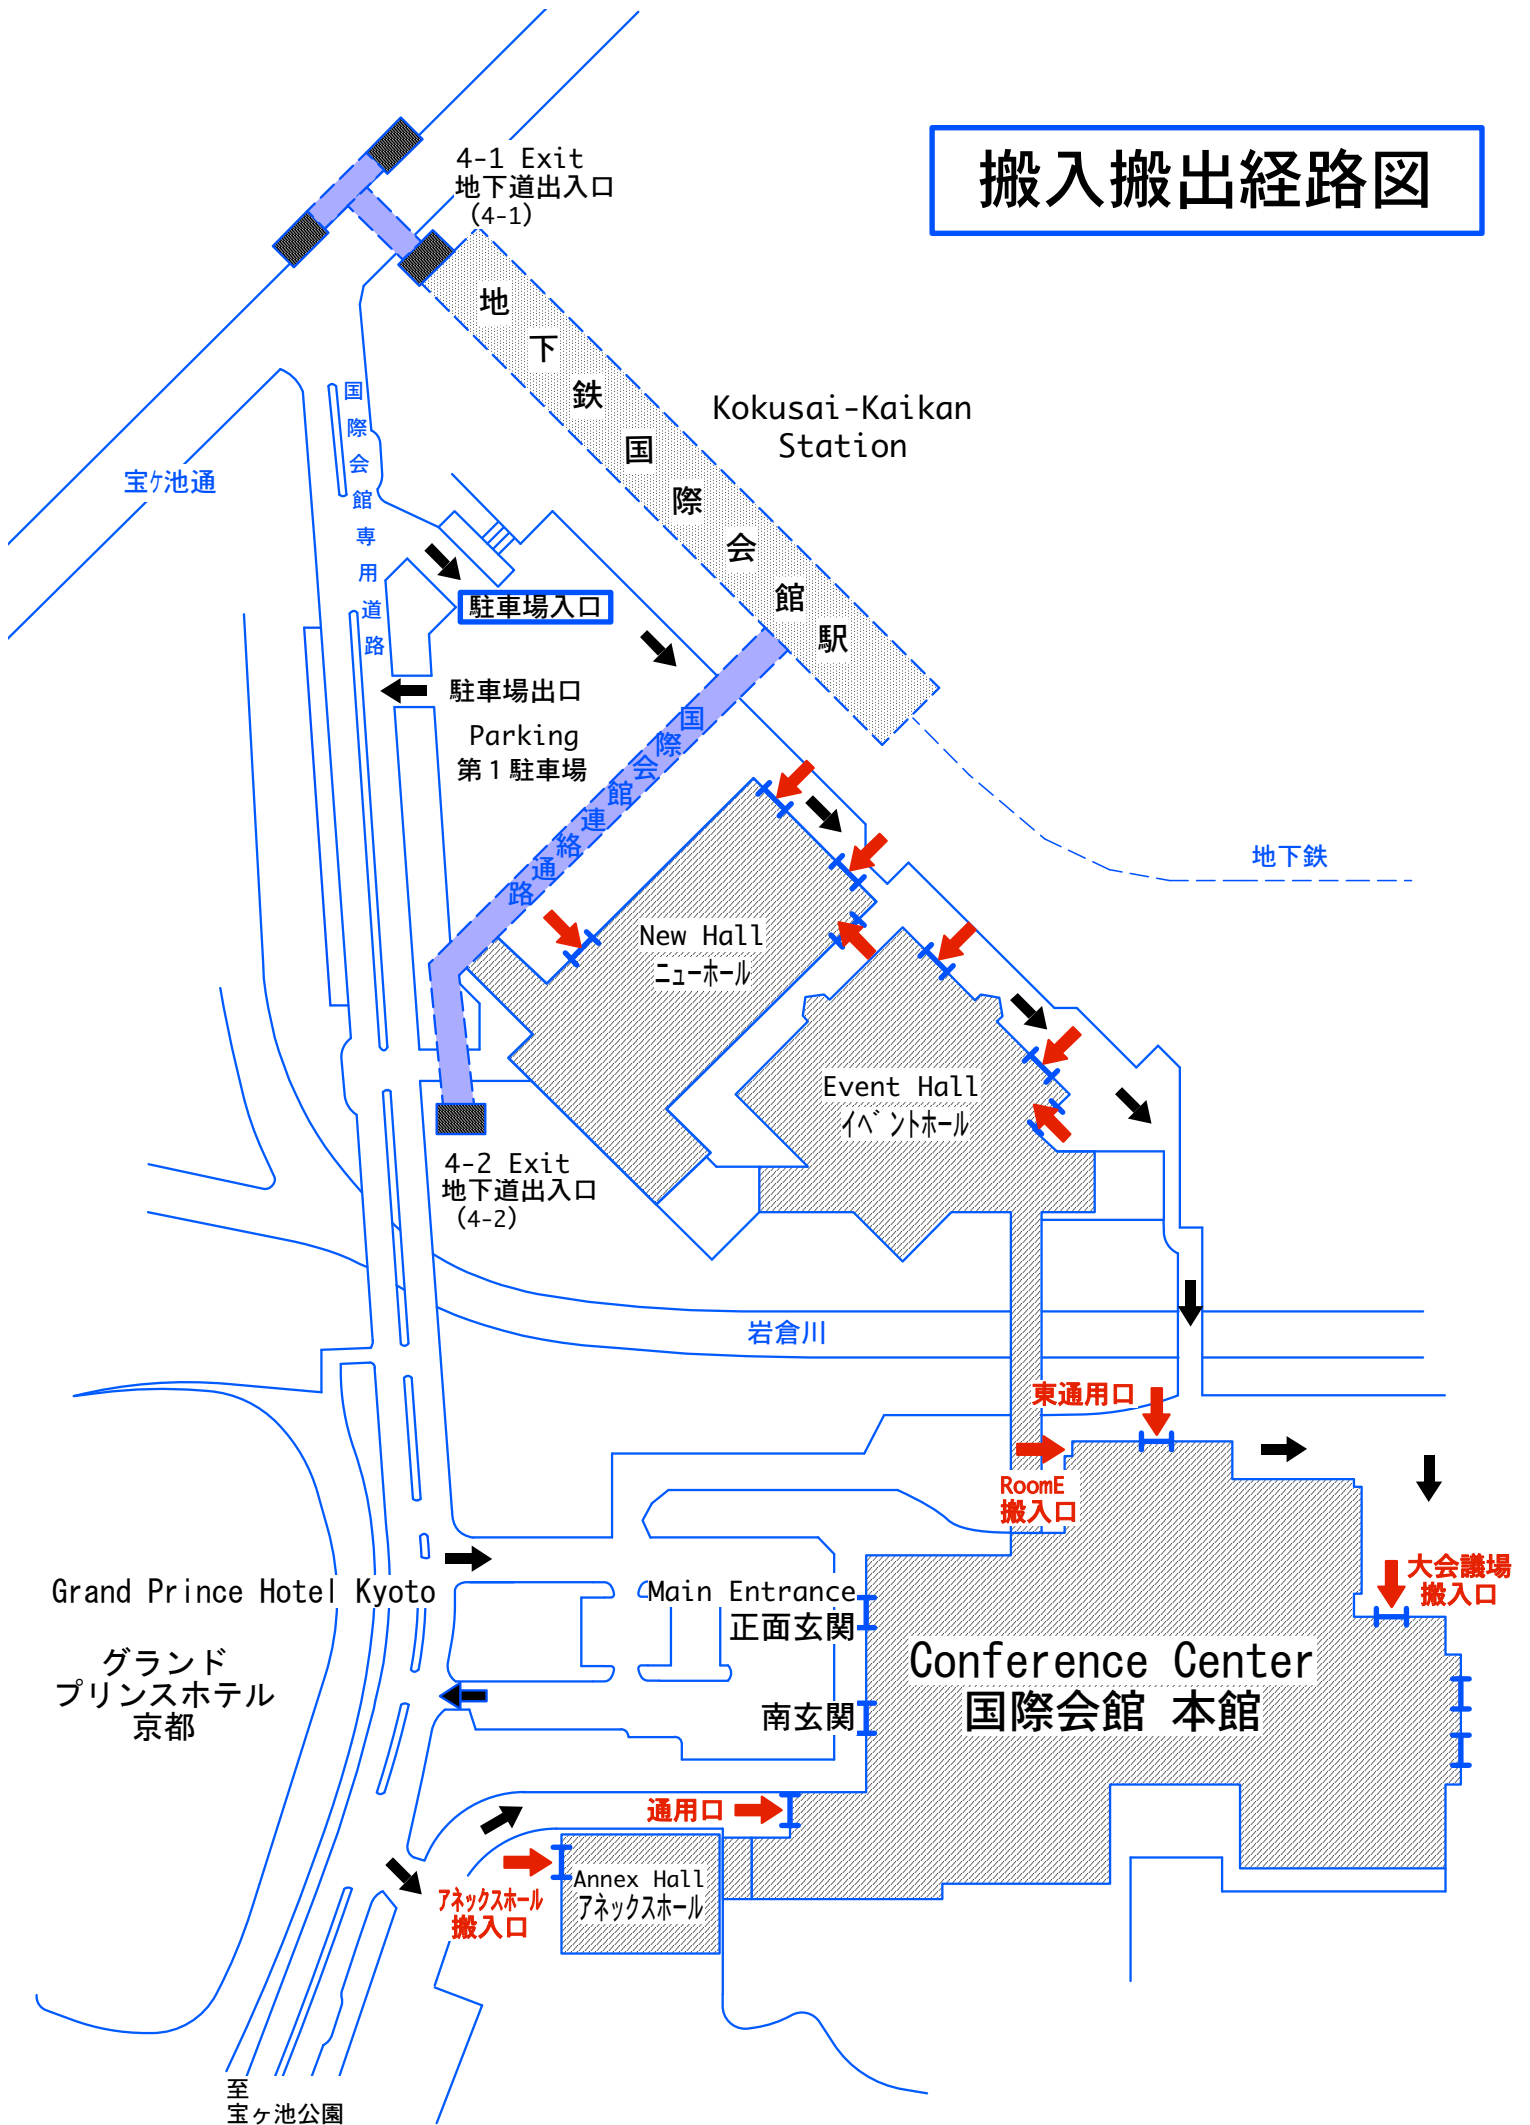 搬入搬出経路図
4-1 Exit
地下道出入口
(4-1)
地下鉄国際会館駅
Kokusai-Kaikan
Station
宝ケ池通
国際会館専用道路
駐車場入口
駐車場出口
Parking
第1駐車場
国際会館連絡通路
地下鉄
New Hall
ニューホール
Event Hall
イベントホール
4-2 Exit
地下道出入口
(4-2)
岩倉川
東通用口
RoomE
搬入口
大会議場
搬入口
Grand Prince Hotel Kyoto
グランド
プリンスホテル
京都
Main Entrance
正面玄関
Conference Center
国際会館 本館
南玄関
通用口
Annex Hall
アネックスホール
アネックスホール
搬入口
至
宝ヶ池公園